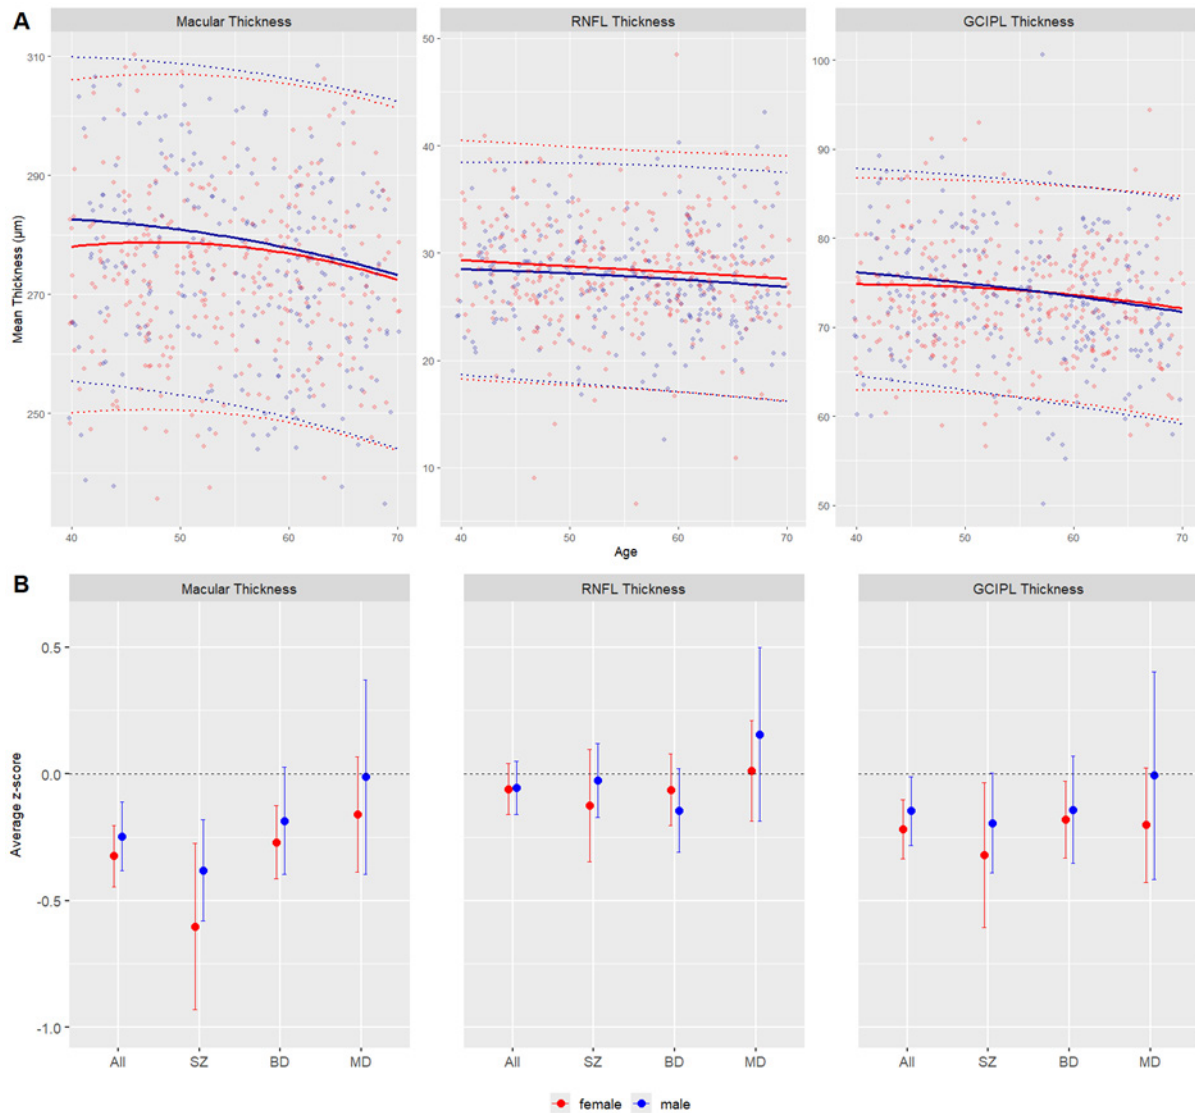 A
Macular Thickness
RNFL Thickness
GCIPL Thickness
Mean Thickness (μm)
310
290
270
250
50
40
30
20
10
100
90
80
70
60
50
40 50 60 70
40 50 60 70
40 50 60 70
Age
B
Macular Thickness
RNFL Thickness
GCIPL Thickness
Average z-score
0.5
0.0
-0.5
-1.0
All SZ BD MD
All SZ BD MD
All SZ BD MD
female male